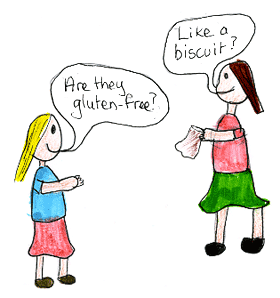 Like a
biscuit?
Are they
gluten-free?